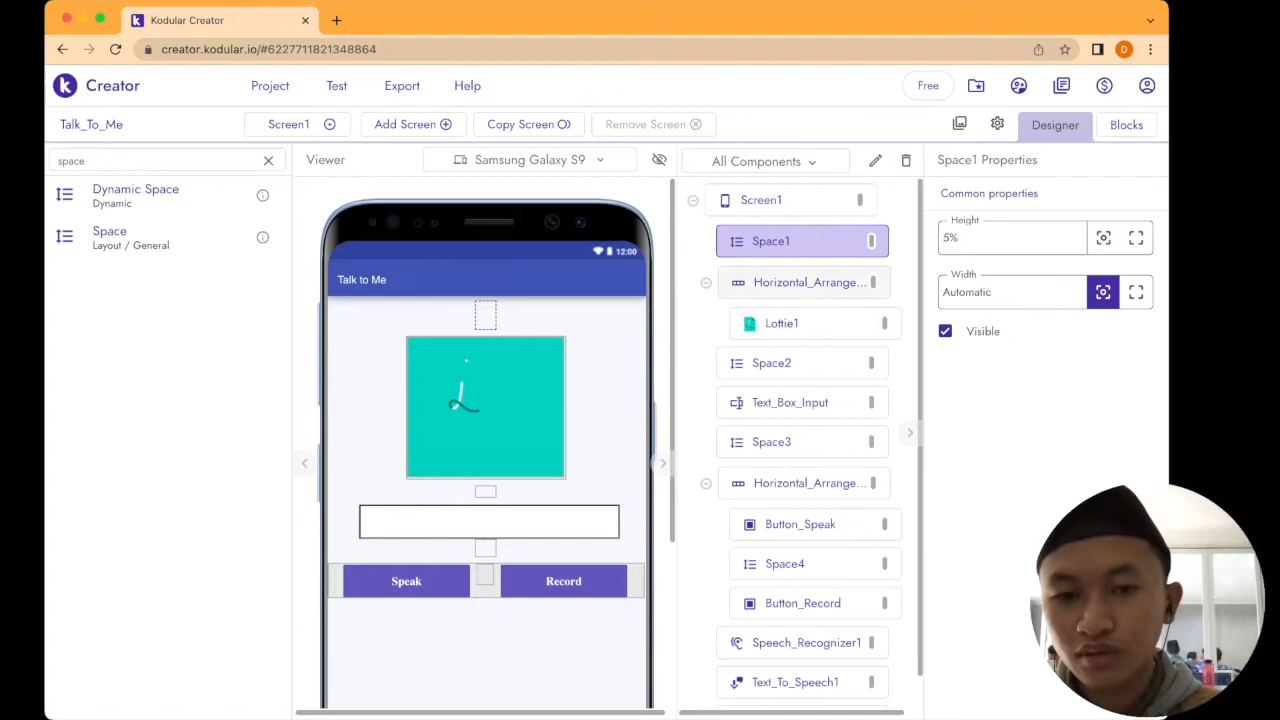 Kodular Creator
creator.kodular.io/#6227711821348864
D
Creator
Project
Test
Export
Help
Free
Talk_To_Me
Screen1
Add Screen
Copy Screen
Remove Screen
Designer
Blocks
space
Viewer
Samsung Galaxy S9
All Components
Space1 Properties
Dynamic Space
Dynamic
Space
Layout / General
12:00
Talk to Me
Speak
Record
Screen1
Space1
Horizontal_Arrange...
Lottie1
Space2
Text_Box_Input
Space3
Horizontal_Arrange...
Button_Speak
Space4
Button_Record
Speech_Recognizer1
Text_To_Speech1
Common properties
Height
5%
Width
Automatic
Visible